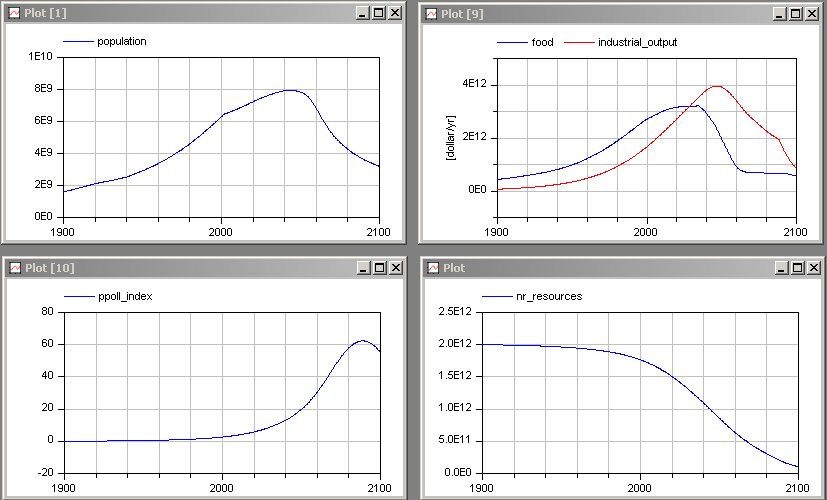 Plot [1]
population
1E10
8E9
6E9
4E9
2E9
0E0
1900 2000 2100
Plot [9]
food industrial_output
4E12
2E12
0E0
[dollar/yr]
1900 2000 2100
Plot [10]
ppoll_index
80
60
40
20
0
-20
1900 2000 2100
Plot
nr_resources
2.5E12
2.0E12
1.5E12
1.0E12
5.0E11
0.0E0
1900 2000 2100